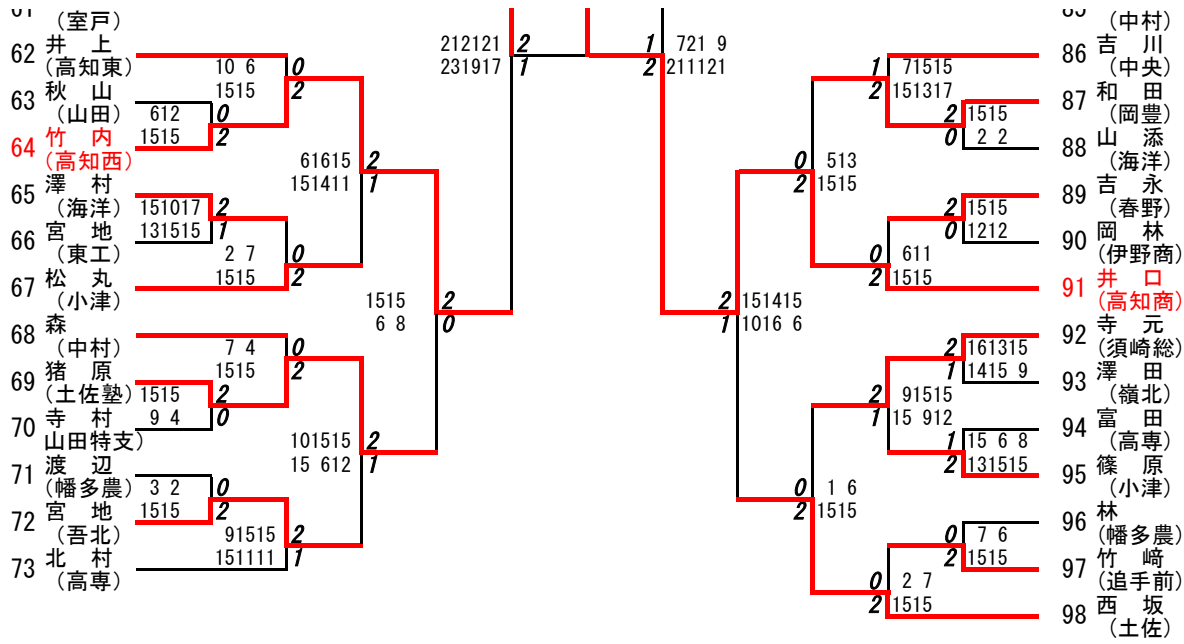 (室戸)
62 井上
(高知東)
63 秋山
(山田)
64 竹内
(高知西)
65 澤村
(海洋)
66 宮地
(東工)
67 松丸
(小津)
68 森
(中村)
69 猪原
(土佐塾)
70 寺村
山田特支)
71 渡辺
(幡多農)
72 宮地
(吾北)
73 北村
(高専)
10 6 0
1515 2
612 0
1515 2
61615 2
151411 1
151017 2
131515 1
2 7 0
1515 2
1515 2
6 8 0
7 4 0
1515 2
1515 2
9 4 0
101515 2
15 612 1
3 2 0
1515 2
91515 2
151111 1
212121 2
231917 1
1 721 9
2 211121
1 71515
2 151317
2 1515
0 2 2
0 513
2 1515
2 1515
0 1212
0 611
2 1515
2 151415
1 1016 6
2 161315
1 1415 9
2 91515
1 15 912
1 15 6 8
2 131515
0 1 6
2 1515
0 7 6
2 1515
0 2 7
2 1515
(中村)
86 吉川
(中央)
87 和田
(岡豊)
88 山添
(海洋)
89 吉永
(春野)
90 岡林
(伊野商)
91 井口
(高知商)
92 寺元
(須崎総)
93 澤田
(嶺北)
94 富田
(高専)
95 篠原
(小津)
96 林
(幡多農)
97 竹﨑
(追手前)
98 西坂
(土佐)